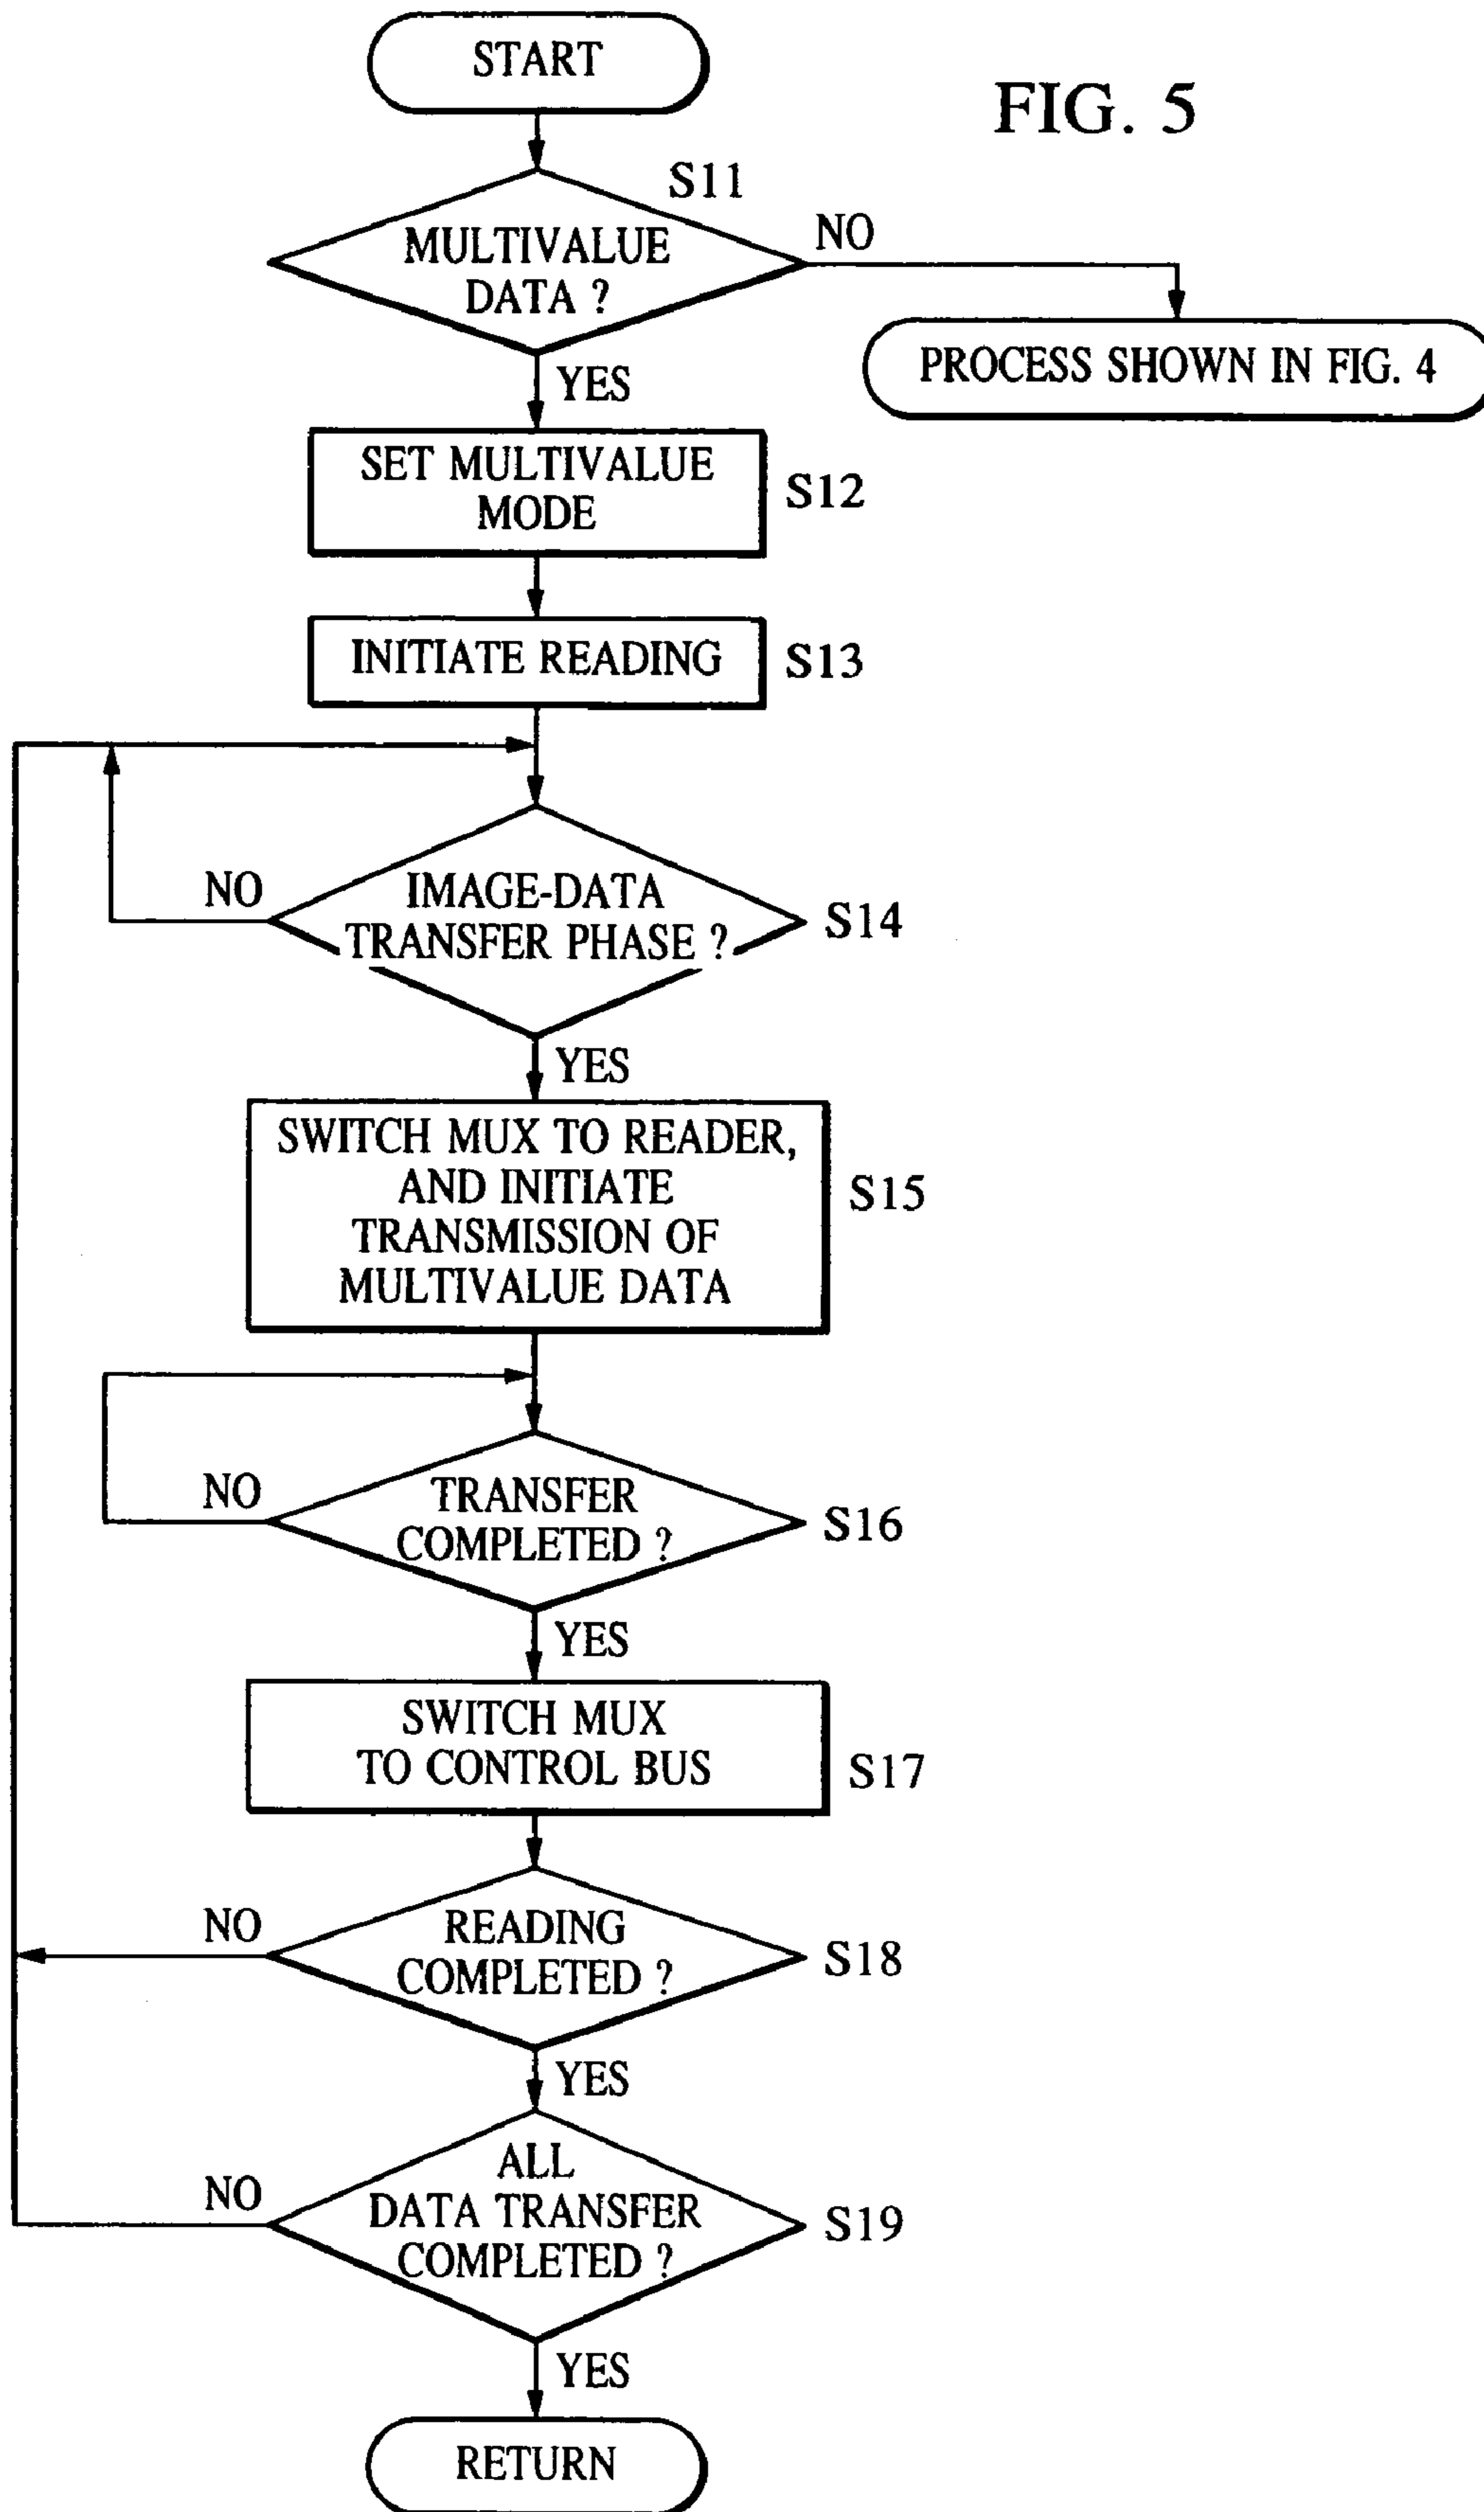 START
FIG. 5
S11
MULTIVALUE
DATA ?
NO
PROCESS SHOWN IN FIG. 4
YES
SET MULTIVALUE
MODE
S12
INITIATE READING
S13
NO
IMAGE-DATA
TRANSFER PHASE ?
S14
YES
SWITCH MUX TO READER,
AND INITIATE
TRANSMISSION OF
MULTIVALUE DATA
S15
NO
TRANSFER
COMPLETED ?
S16
YES
SWITCH MUX
TO CONTROL BUS
S17
NO
READING
COMPLETED ?
S18
YES
NO
ALL
DATA TRANSFER
COMPLETED ?
S19
YES
RETURN